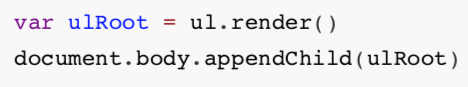 var ulRoot = ul.render()
document.body.appendChild(ulRoot)